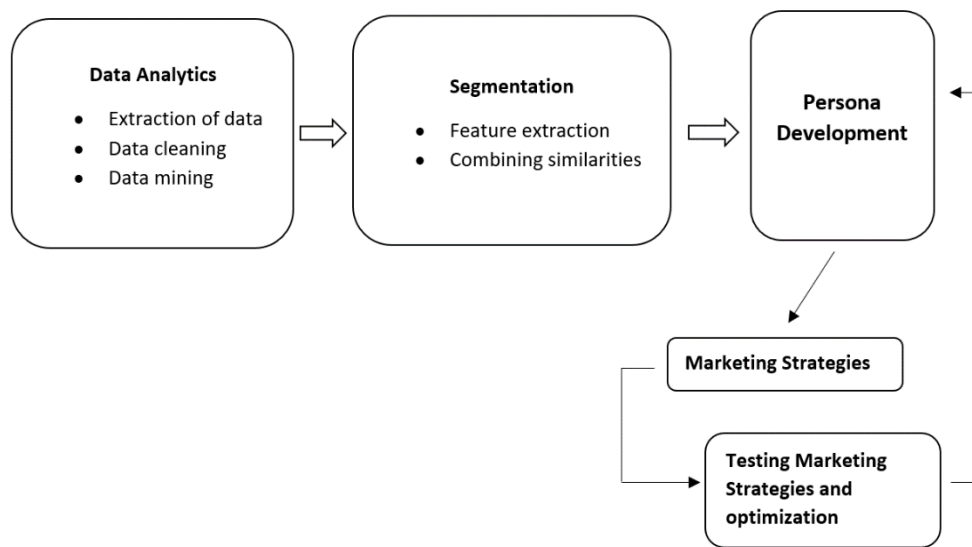 Data Analytics
● Extraction of data
● Data cleaning
● Data mining
Segmentation
● Feature extraction
● Combining similarities
Persona
Development
Marketing Strategies
Testing Marketing
Strategies and
optimization